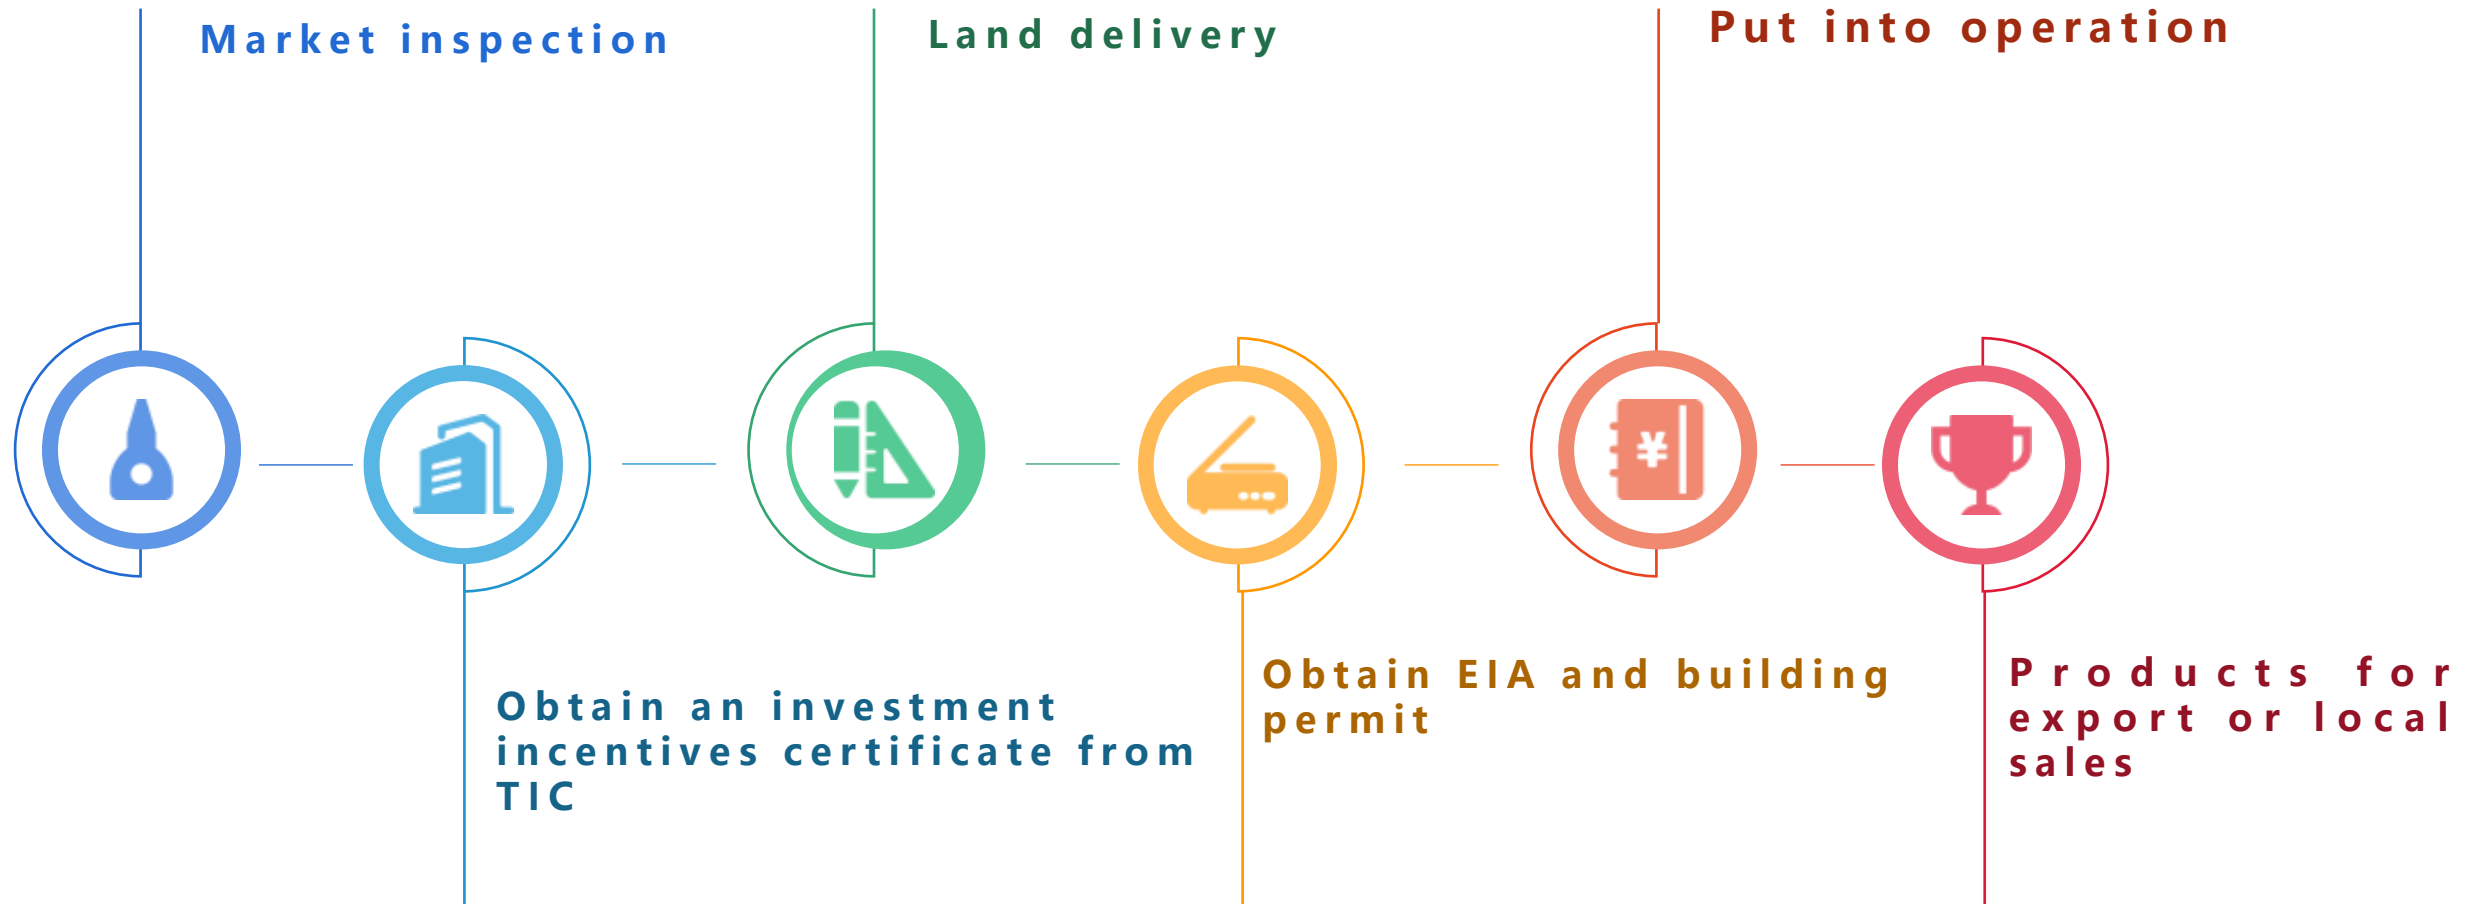 Market inspection
Obtain an investment
incentives certificate from
TIC
Land delivery
Obtain EIA and building
permit
Put into operation
¥
Products for
export or local
sales